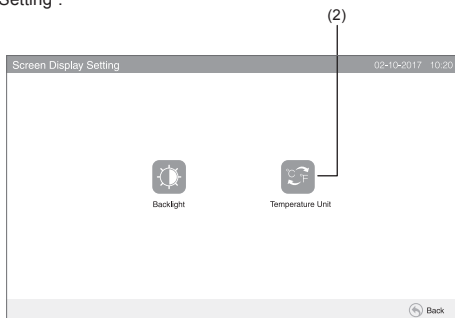 Setting".
(2)
Screen Display Setting 02-10-2017 10:20
°C °F
Backlight Temperature Unit
Back